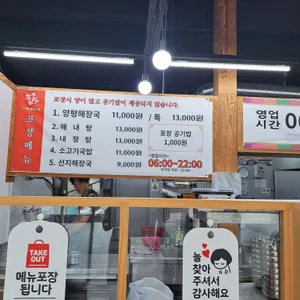 포장시 양이 많고 공기밥이 제공되지 않습니다.
포장메뉴
1. 양평해장국 11,000원 / 특 13,000원
2. 해 내 탕 13,000원
3. 내 장 탕 13,000원
4. 소고기국밥 11,000원
5. 선지해장국 9,000원
포장 공기밥
1,000원
06:00~22:00
영업
시간
TAKE
OUT
메뉴포장
됩니다
늘
찾아
주셔서
감사해요